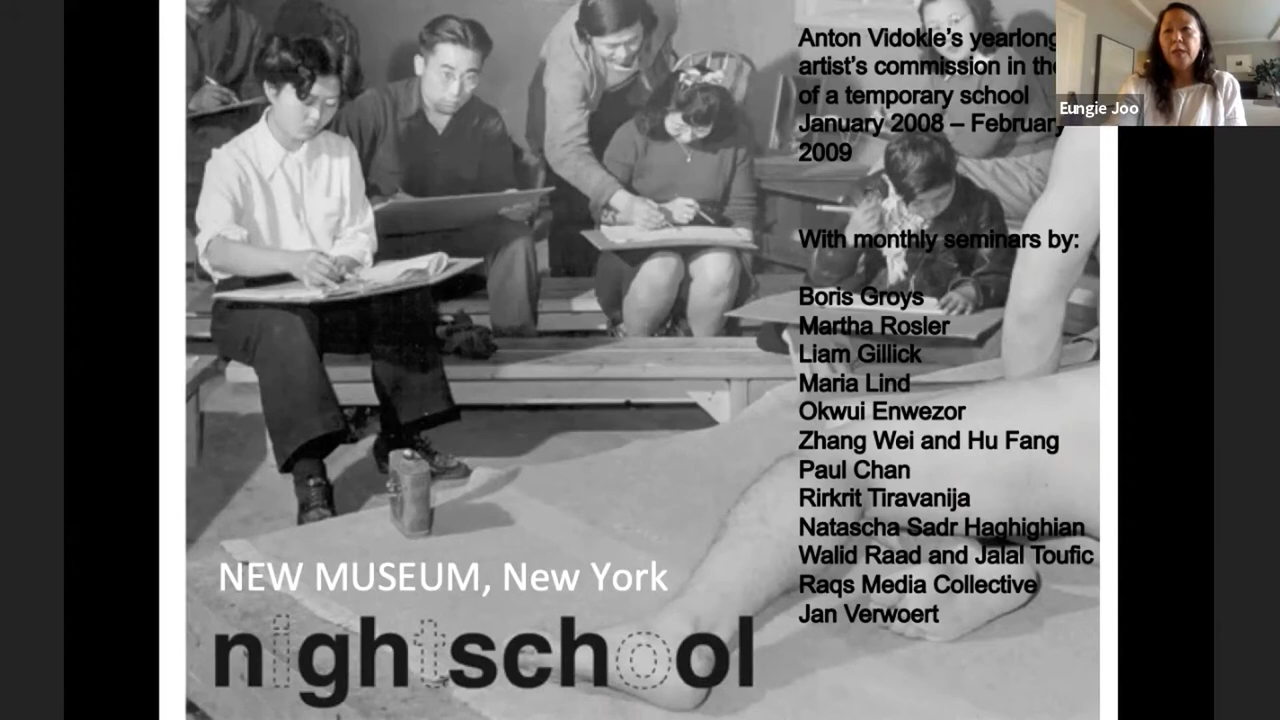 Anton Vidokle's yearlong
artist's commission in the
of a temporary school
January 2008 – February
2009
Eungie Joo
With monthly seminars by:
Boris Groys
Martha Rosler
Liam Gillick
Maria Lind
Okwui Enwezor
Zhang Wei and Hu Fang
Paul Chan
Rirkrit Tiravanija
Natascha Sadr Haghighian
Walid Raad and Jalal Toufic
Raqs Media Collective
Jan Verwoert
NEW MUSEUM, New York
nightschool